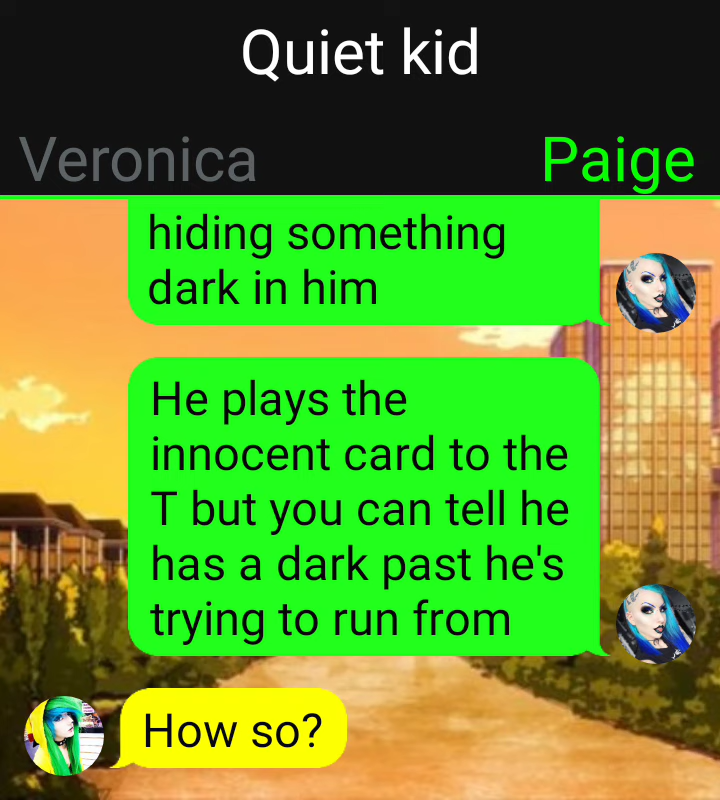 Quiet kid
Veronica
Paige
hiding something
dark in him
He plays the
innocent card to the
T but you can tell he
has a dark past he's
trying to run from
How so?